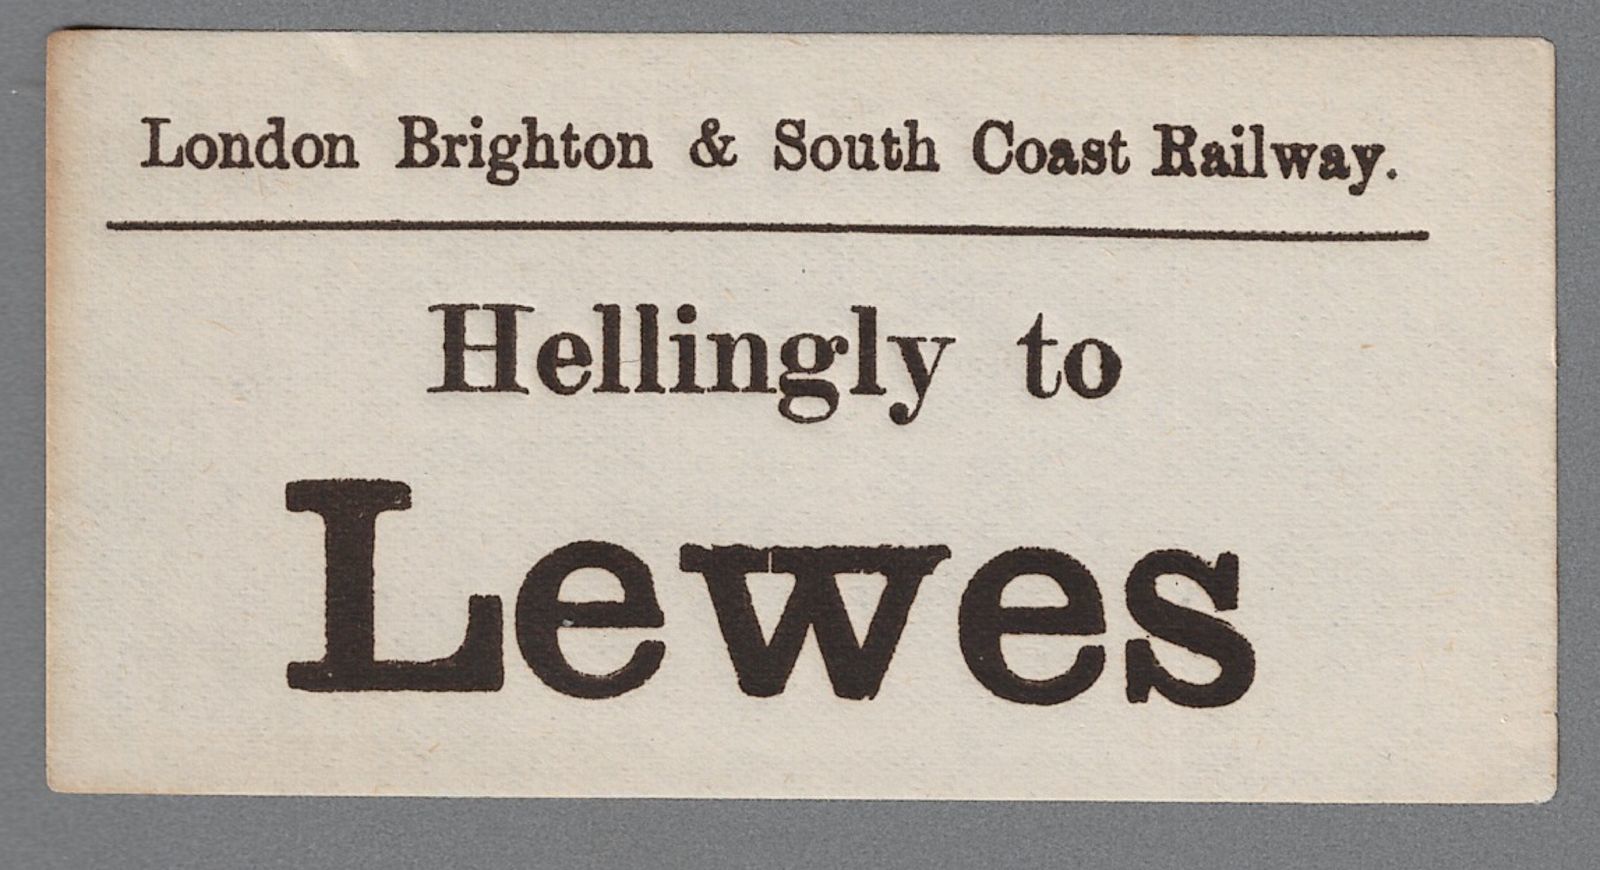 London Brighton & South Coast Railway.
Hellingly to
Lewes